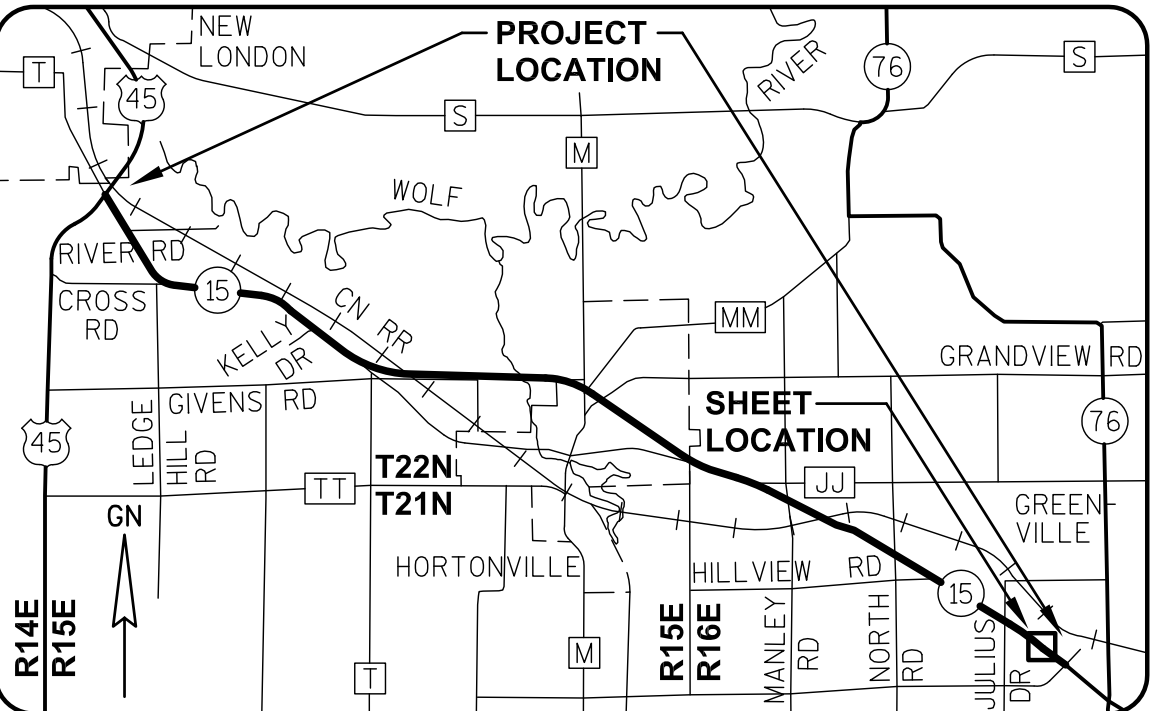 NEW
LONDON
PROJECT
LOCATION
RIVER
76
S
T
45
S
M
WOLF
RIVER RD
15
CROSS
RD
CN RR
KELLY
DR
MM
GRANDVIEW RD
GIVENS RD
SHEET
LOCATION
76
45
LEDGE
HILL
RD
T22N
T21N
TT
JJ
GREEN-
VILLE
GN
HORTONVILLE
HILLVIEW RD
15
R14E
R15E
R15E
R16E
MANLEY
RD
NORTH
RD
JULIUS
DR
M
T